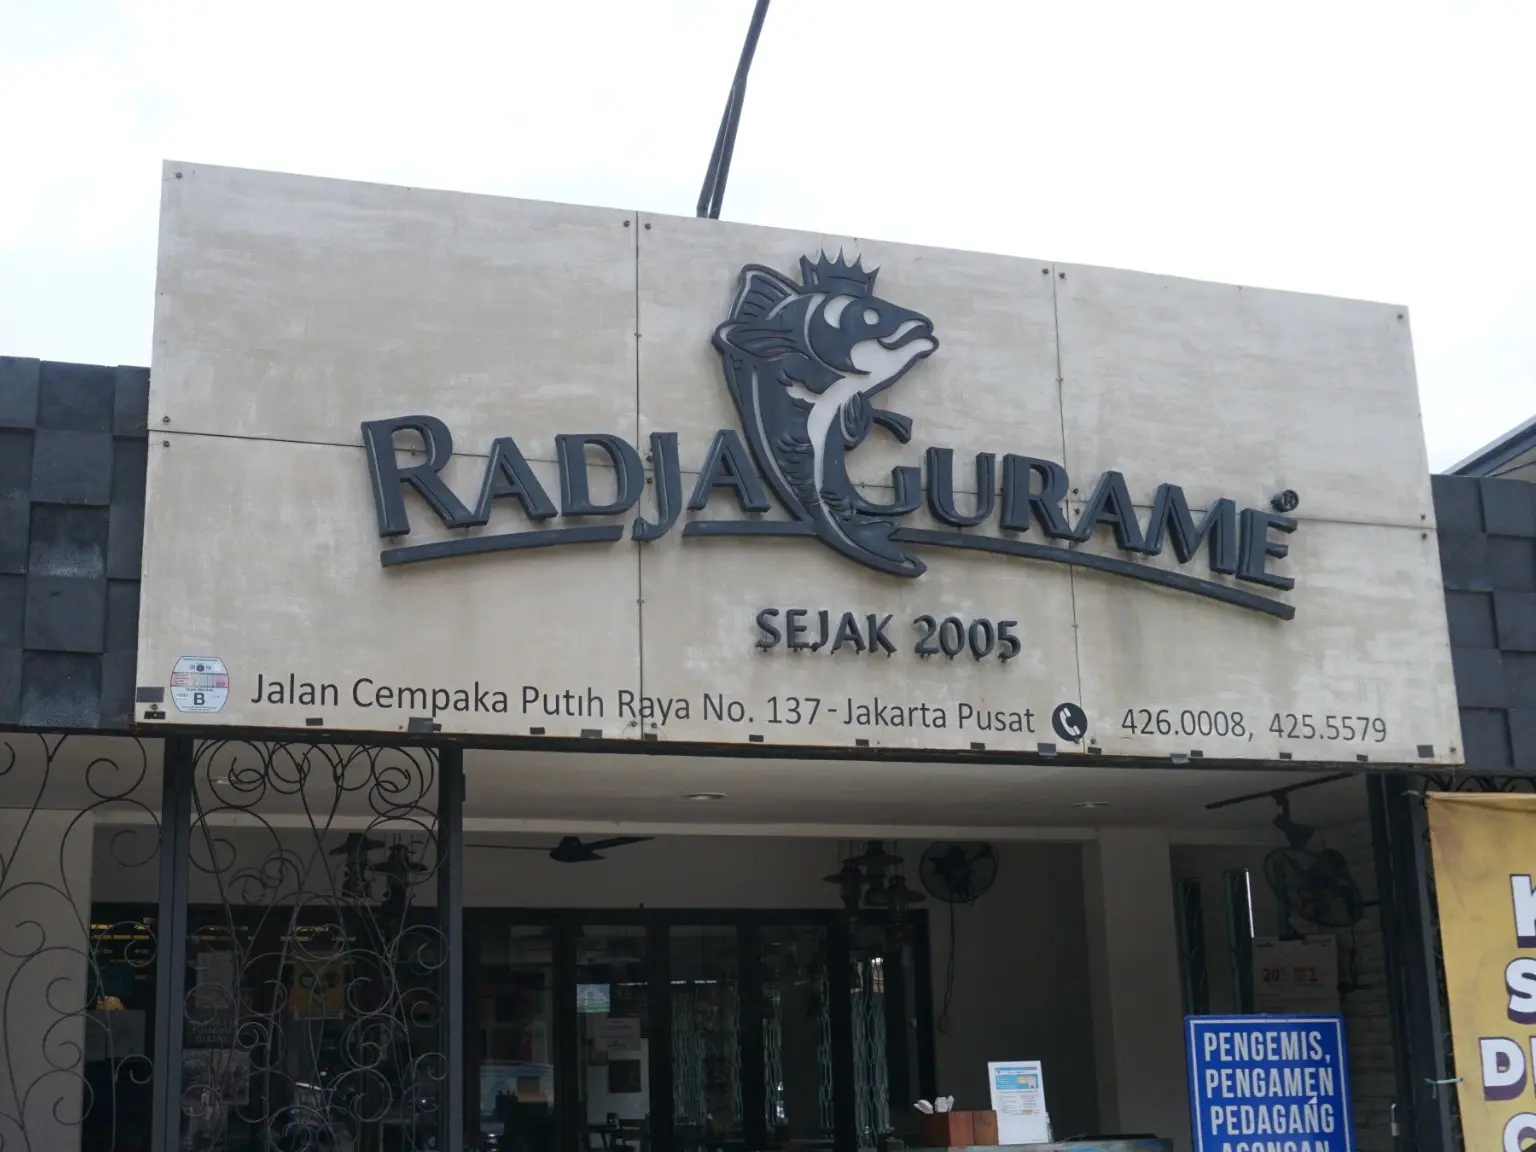 RADJA GURAME®
SEJAK 2005
B
Jalan Cempaka Putih Raya No. 137 - Jakarta Pusat 426.0008, 425.5579
PENGEMIS,
PENGAMEN
PEDAGANG
ASONGAN